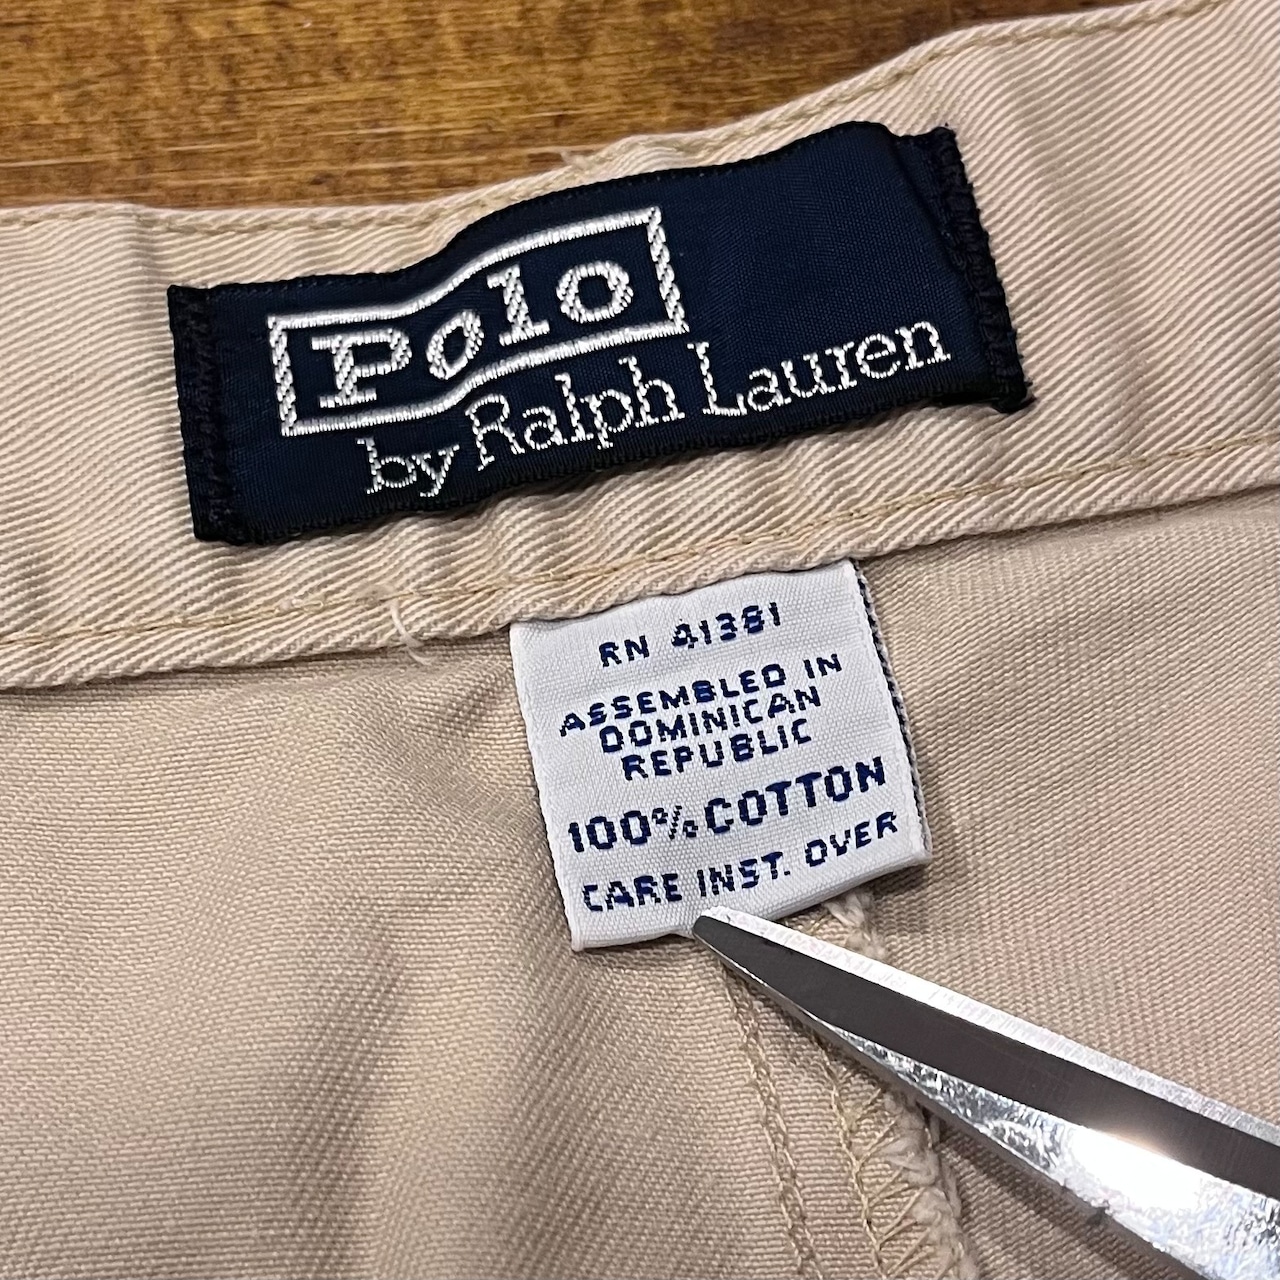 Polo
by Ralph Lauren
RN 41381
ASSEMBLED IN
DOMINICAN
REPUBLIC
100% COTTON
CARE INST. OVER